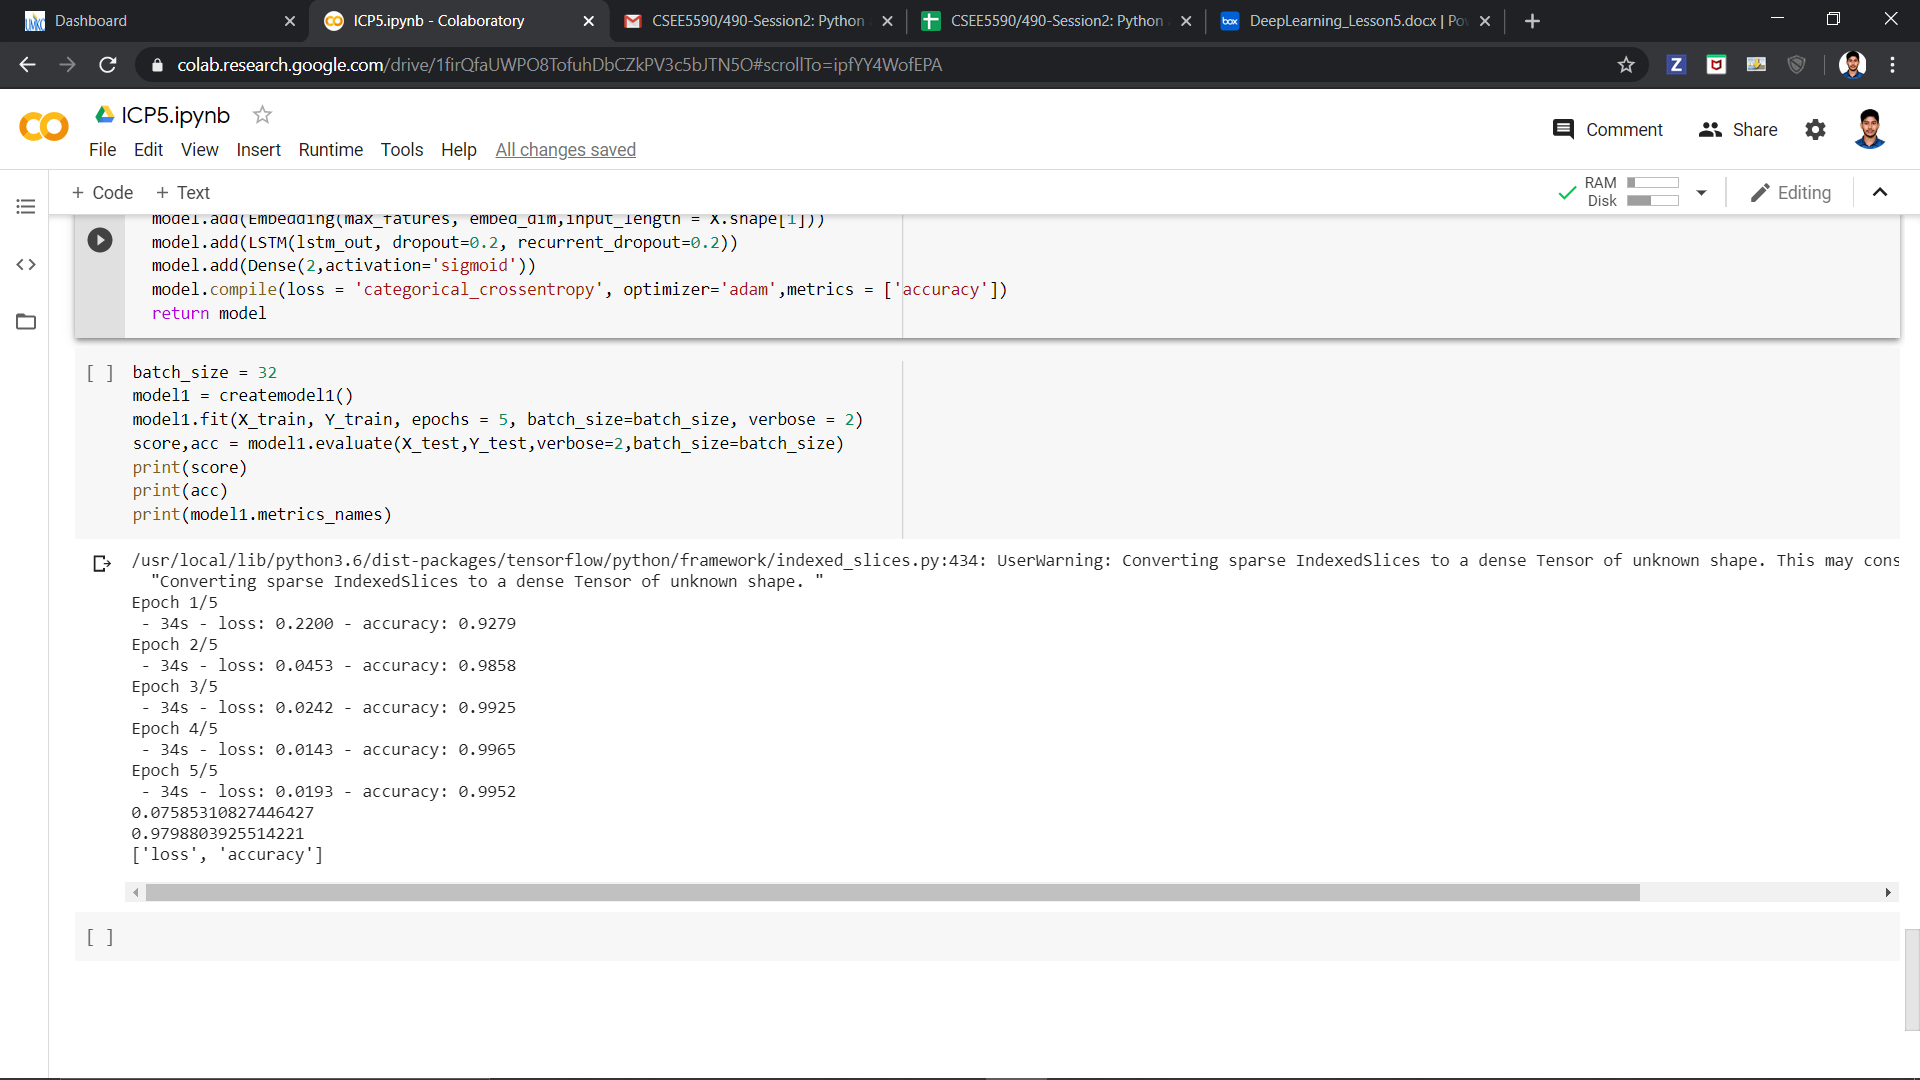 Dashboard
ICP5.ipynb - Colaboratory
CSEE5590/490-Session2: Python
CSEE5590/490-Session2: Python
DeepLearning_Lesson5.docx | Po
colab.research.google.com/drive/1firQfaUWPO8TofuhDbCZkPV3c5bJTN5O#scrollTo=ipfYY4WofEPA
ICP5.ipynb
Comment
Share
File Edit View Insert Runtime Tools Help All changes saved
+ Code + Text
RAM
Disk
Editing
model.add(Embedding(max_fatures, embed_dim,input_length = X.shape[1]))
model.add(LSTM(lstm_out, dropout=0.2, recurrent_dropout=0.2))
model.add(Dense(2,activation='sigmoid'))
model.compile(loss = 'categorical_crossentropy', optimizer='adam',metrics = ['accuracy'])
return model
[ ] batch_size = 32
model1 = createmodel1()
model1.fit(X_train, Y_train, epochs = 5, batch_size=batch_size, verbose = 2)
score,acc = model1.evaluate(X_test,Y_test,verbose=2,batch_size=batch_size)
print(score)
print(acc)
print(model1.metrics_names)
/usr/local/lib/python3.6/dist-packages/tensorflow/python/framework/indexed_slices.py:434: UserWarning: Converting sparse IndexedSlices to a dense Tensor of unknown shape. This may cons
"Converting sparse IndexedSlices to a dense Tensor of unknown shape. "
Epoch 1/5
- 34s - loss: 0.2200 - accuracy: 0.9279
Epoch 2/5
- 34s - loss: 0.0453 - accuracy: 0.9858
Epoch 3/5
- 34s - loss: 0.0242 - accuracy: 0.9925
Epoch 4/5
- 34s - loss: 0.0143 - accuracy: 0.9965
Epoch 5/5
- 34s - loss: 0.0193 - accuracy: 0.9952
0.07585310827446427
0.9798803925514221
['loss', 'accuracy']
[ ]